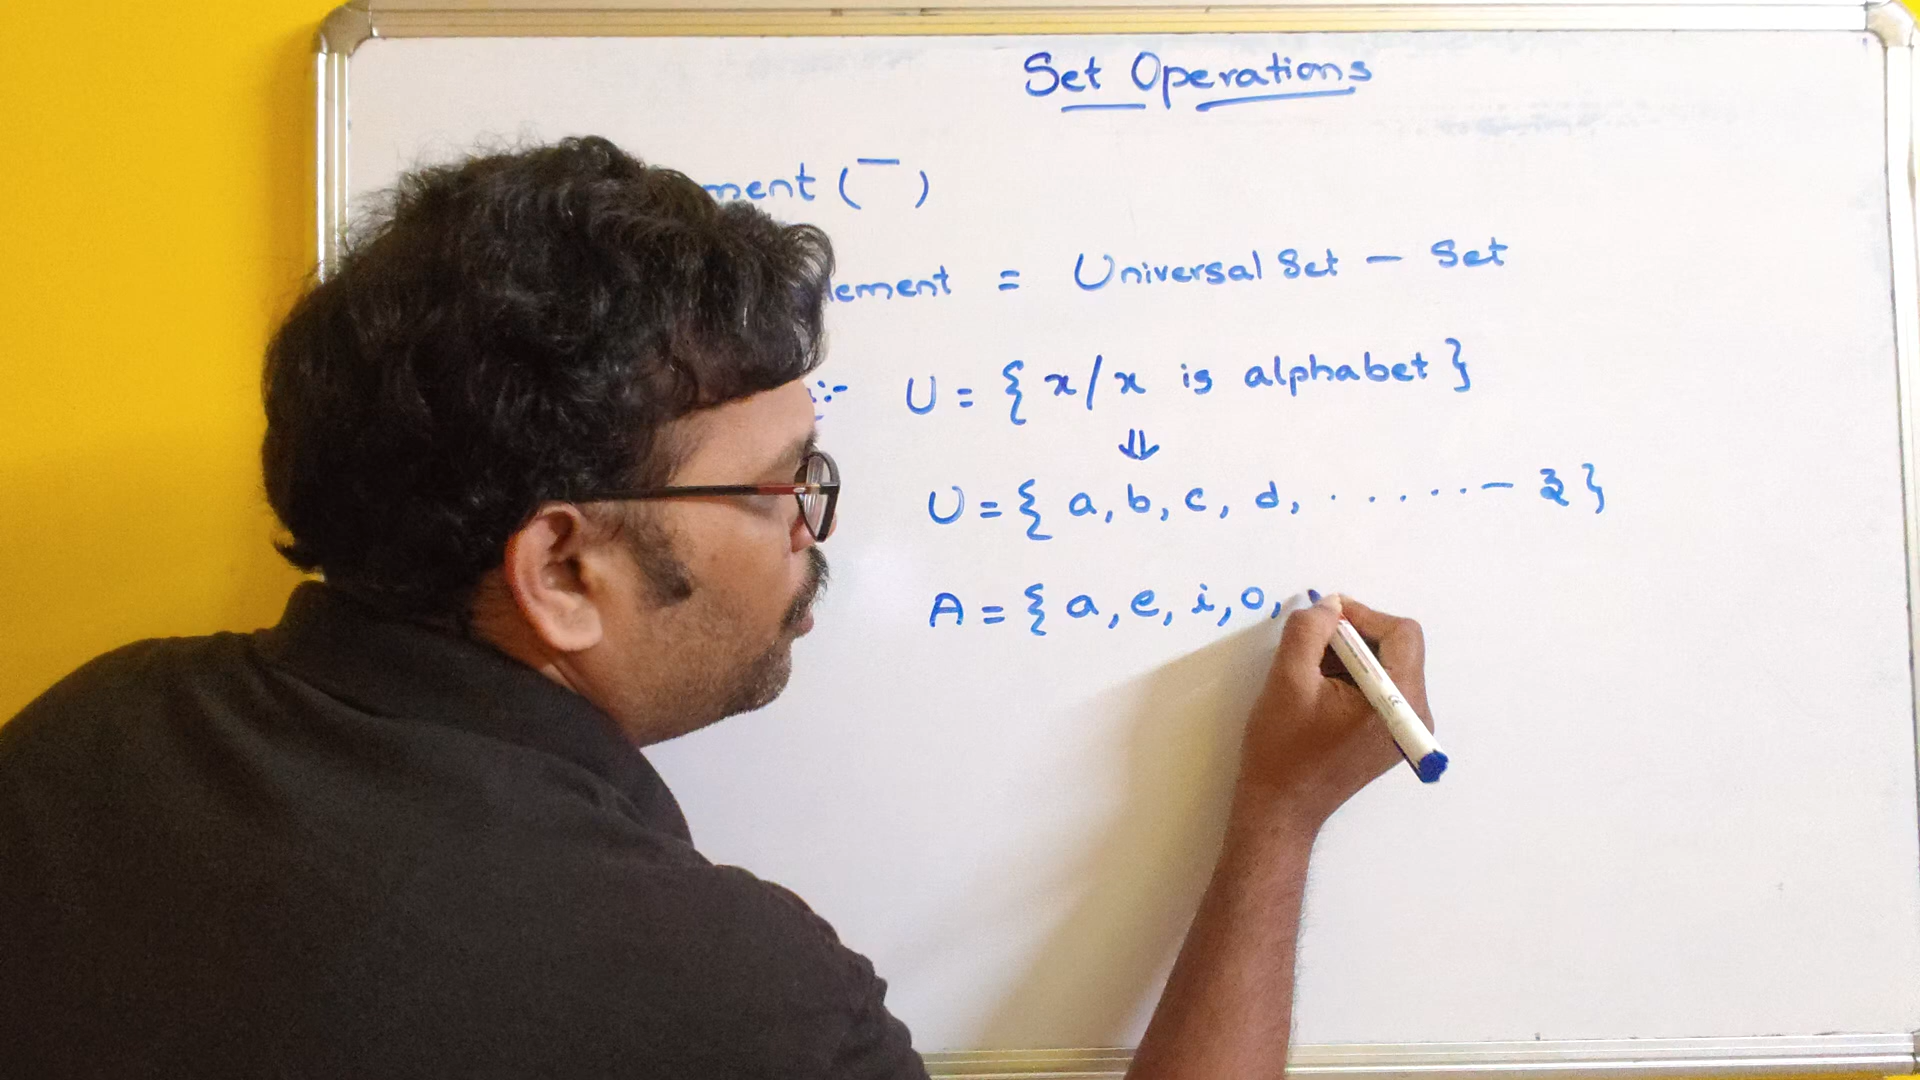 Set Operations
ment ( ‾ )
lement = Universal Set - Set
:- U = { x/x is alphabet }
⇓
U = { a, b, c, d, . . . . . . - z }
A = { a, e, i, o,